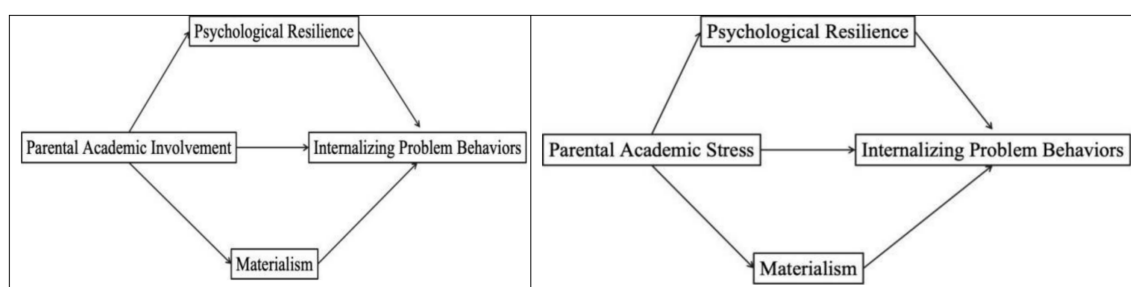 Psychological Resilience
Parental Academic Involvement
Internalizing Problem Behaviors
Materialism
Psychological Resilience
Parental Academic Stress
Internalizing Problem Behaviors
Materialism